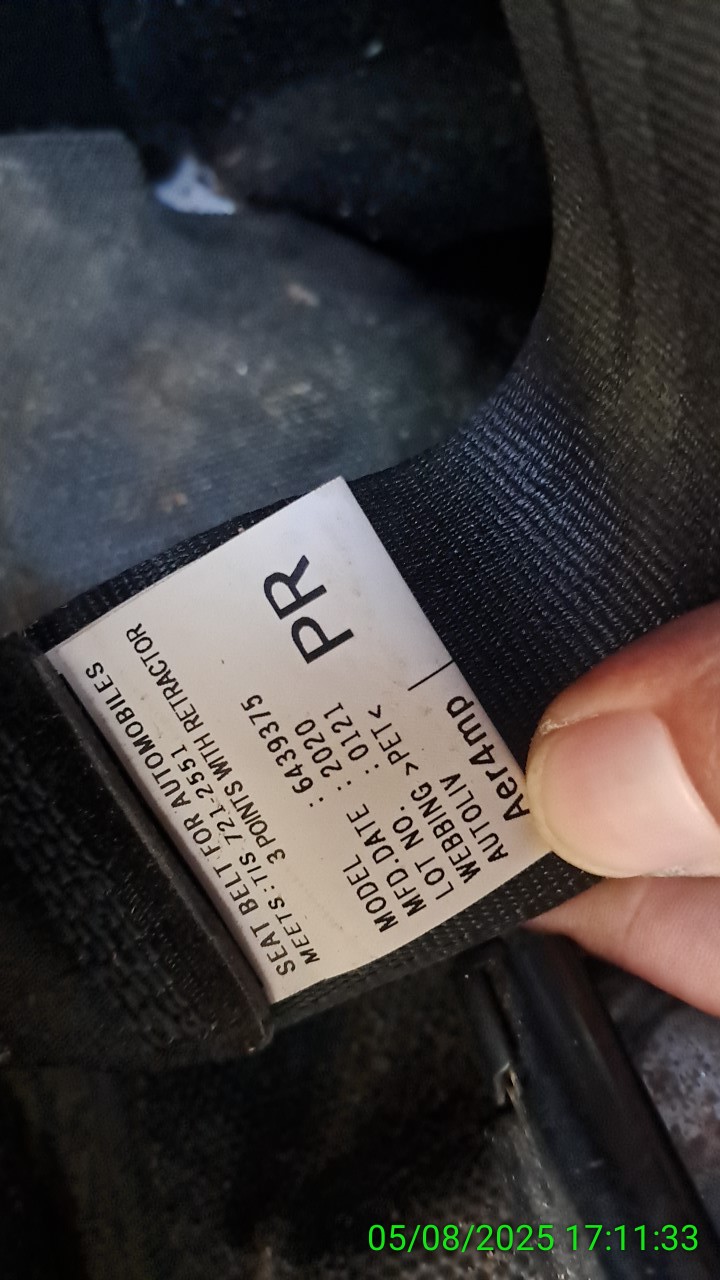 SEAT BELT FOR AUTOMOBILES
MEETS : TIS 721-2551
3 POINTS WITH RETRACTOR
MODEL : 6439375
MFD.DATE : 2020
LOT NO. : 0121
WEBBING >PET<
AUTOLIV
PR
Aer4mp
05/08/2025 17:11:33